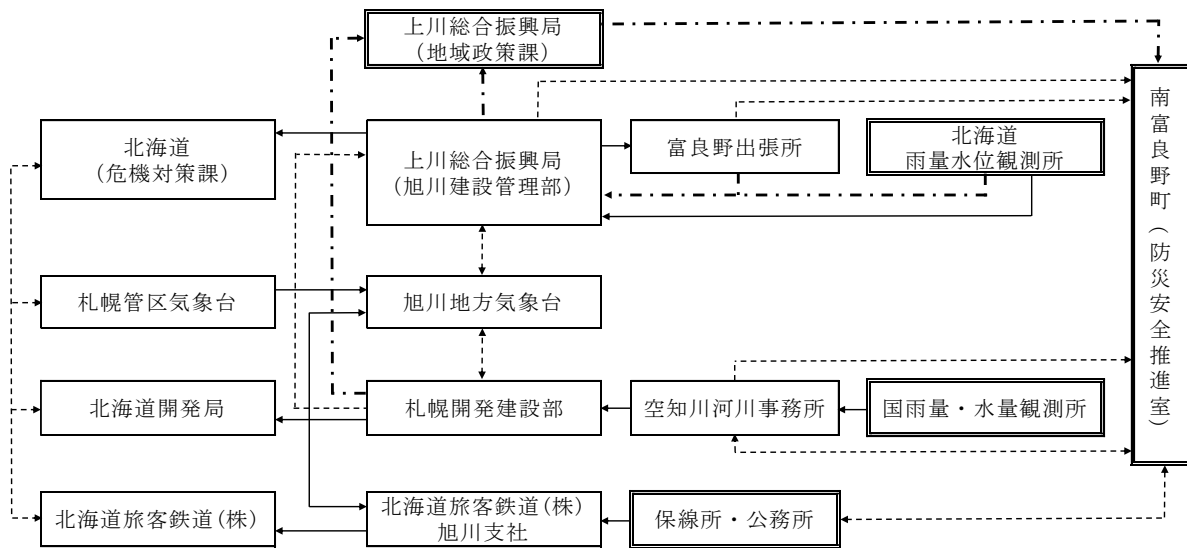 上川総合振興局
（地域政策課）
北海道
（危機対策課）
上川総合振興局
（旭川建設管理部）
富良野出張所
北海道
雨量水位観測所
南富良野町（防災安全推進室）
札幌管区気象台
旭川地方気象台
北海道開発局
札幌開発建設部
空知川河川事務所
国雨量・水量観測所
北海道旅客鉄道(株)
北海道旅客鉄道(株)
旭川支社
保線所・公務所